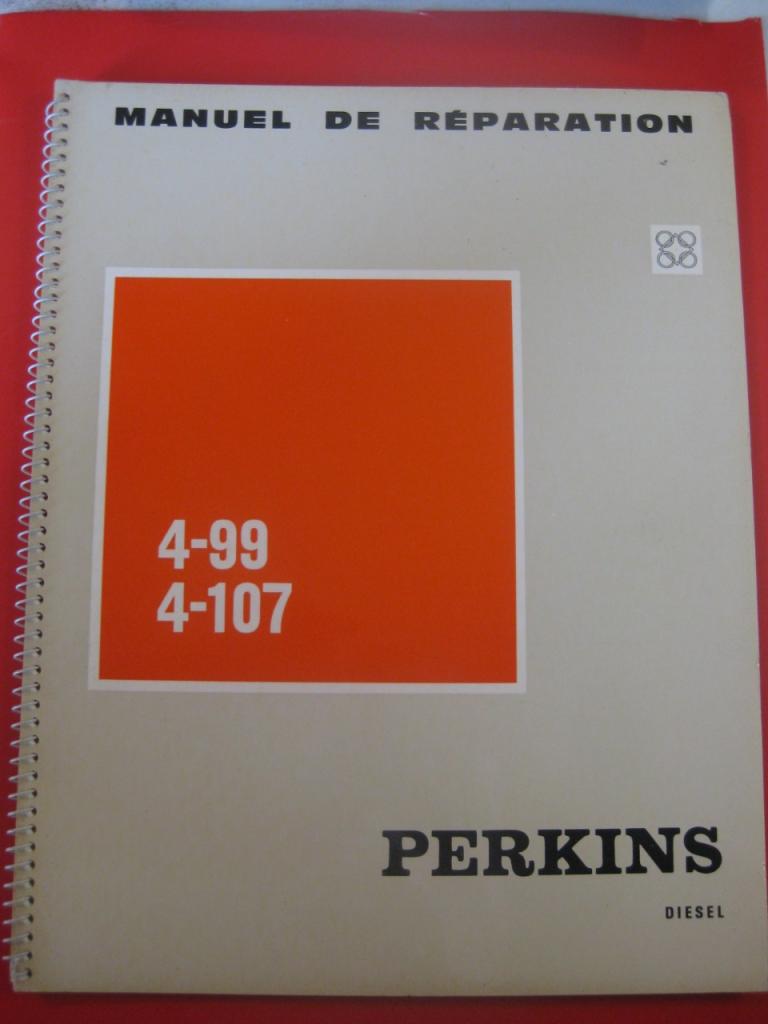 MANUEL DE RÉPARATION
4-99
4-107
PERKINS
DIESEL